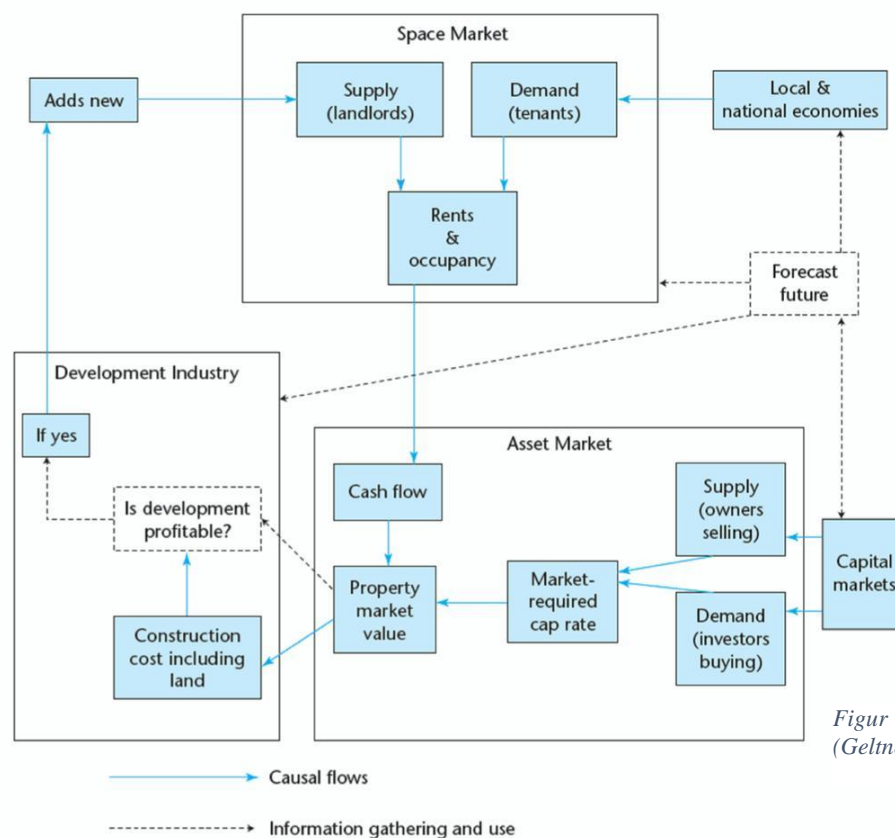 Space Market
Adds new
Supply
(landlords)
Demand
(tenants)
Local &
national economies
Rents
&
occupancy
Forecast
future
Development Industry
If yes
Is development
profitable?
Construction
cost including
land
Asset Market
Cash flow
Property
market
value
Market-
required
cap rate
Supply
(owners
selling)
Demand
(investors
buying)
Capital
markets
Figur
(Geltn
Causal flows
Information gathering and use